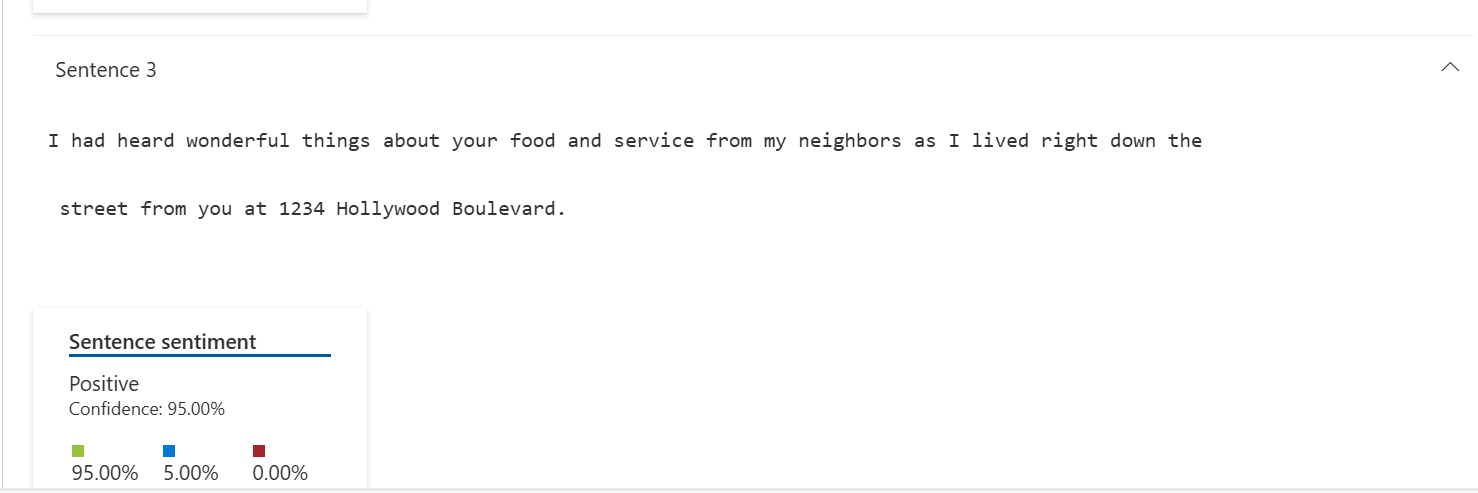 Sentence 3
I had heard wonderful things about your food and service from my neighbors as I lived right down the
street from you at 1234 Hollywood Boulevard.
Sentence sentiment
Positive
Confidence: 95.00%
95.00% 5.00% 0.00%